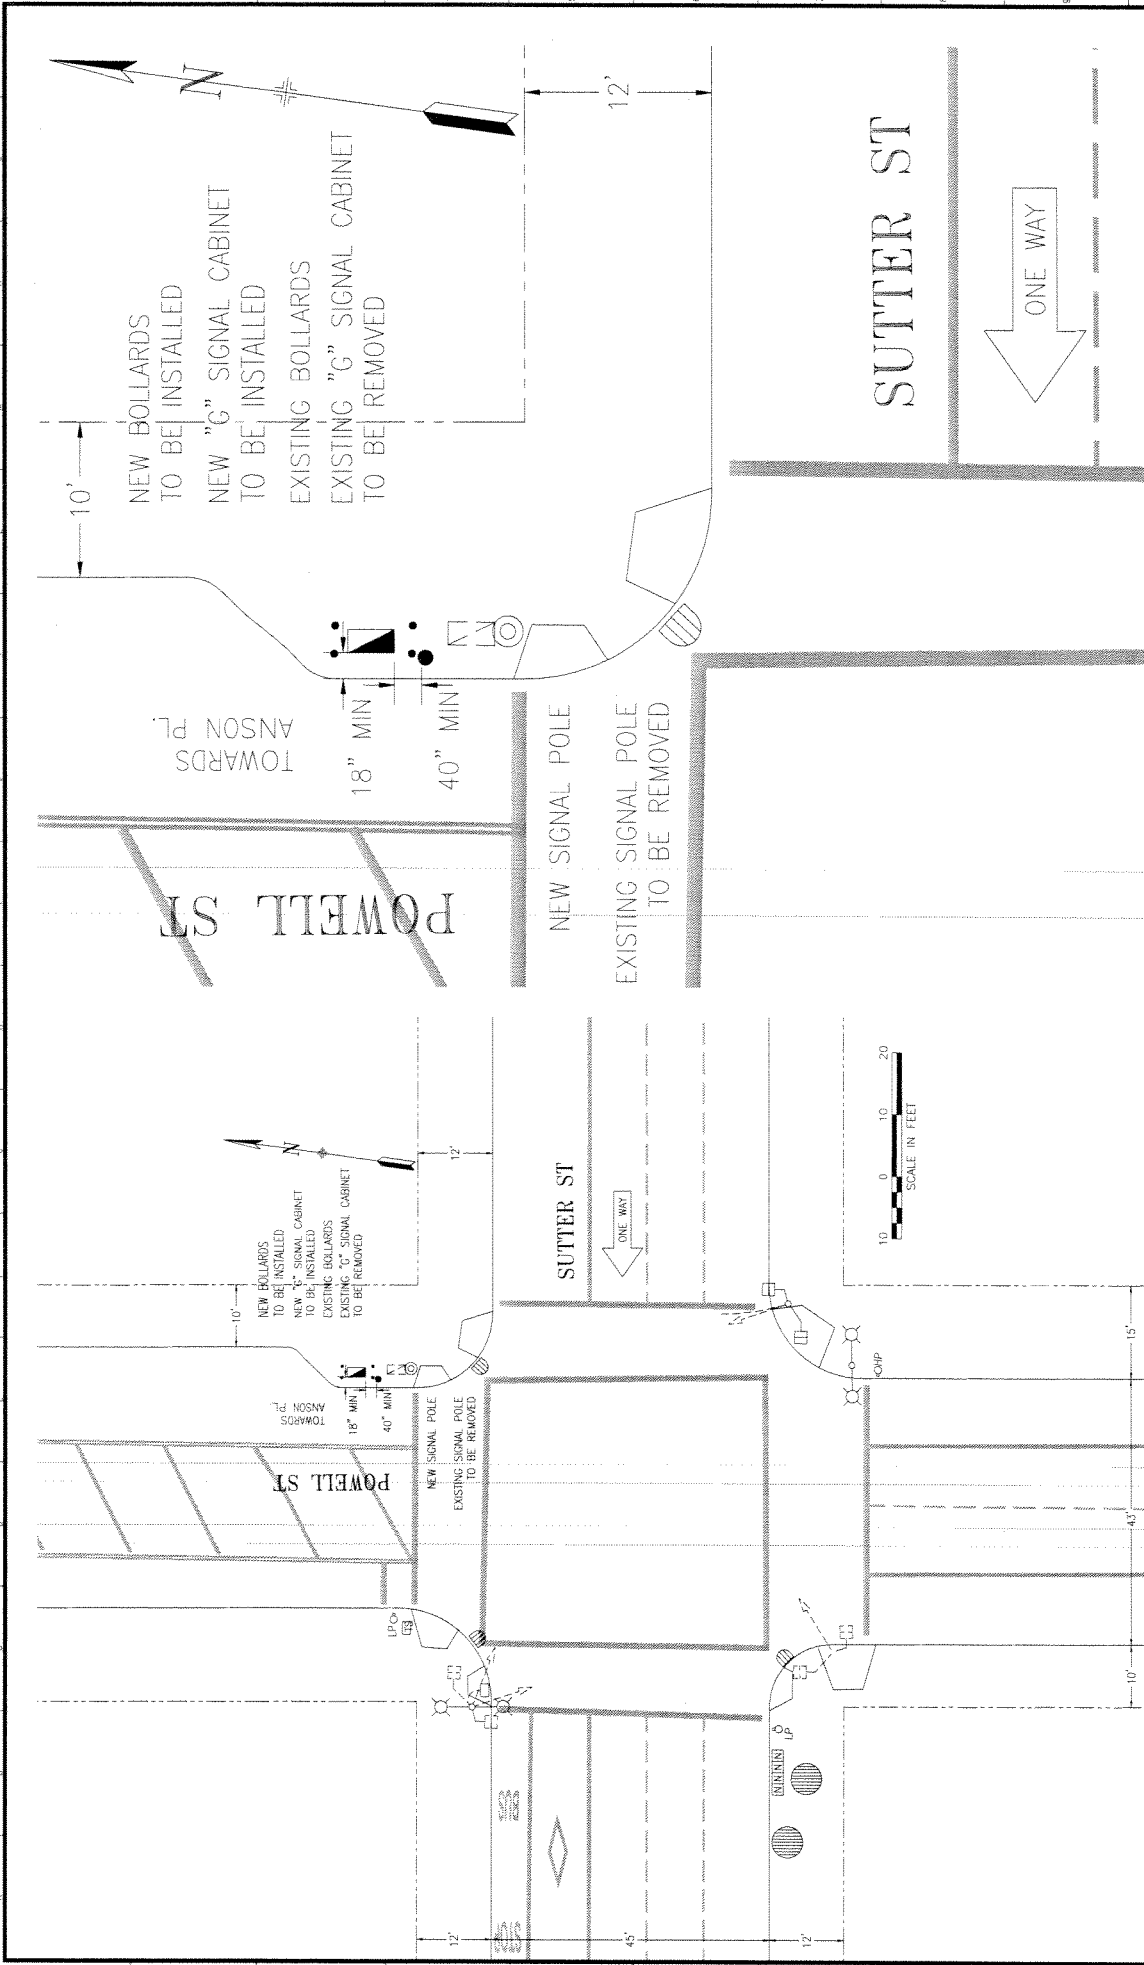 N
12'
10'
NEW BOLLARDS
TO BE INSTALLED
NEW "G" SIGNAL CABINET
TO BE INSTALLED
EXISTING BOLLARDS
EXISTING "G" SIGNAL CABINET
TO BE REMOVED
SUTTER ST
ONE WAY
TOWARDS
ANSON PL.
18" MIN
40" MIN
POWELL ST
NEW SIGNAL POLE
EXISTING SIGNAL POLE
TO BE REMOVED
N
12'
10'
NEW BOLLARDS
TO BE INSTALLED
NEW "G" SIGNAL CABINET
TO BE INSTALLED
EXISTING BOLLARDS
EXISTING "G" SIGNAL CABINET
TO BE REMOVED
SUTTER ST
ONE WAY
TOWARDS
ANSON PL.
18" MIN
40" MIN
POWELL ST
NEW SIGNAL POLE
EXISTING SIGNAL POLE
TO BE REMOVED
10 0 10 20
SCALE IN FEET
15'
43'
10'
OHP
LP
TS
LP
NNNN
BUS
12'
45'
12'